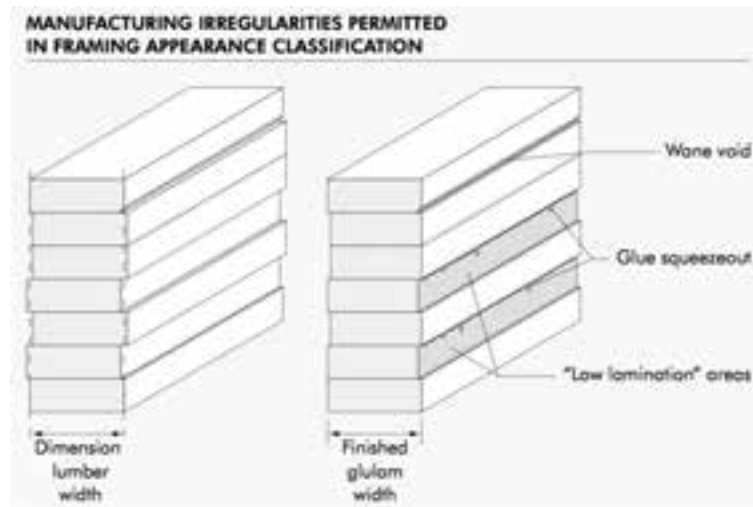 MANUFACTURING IRREGULARITIES PERMITTED
IN FRAMING APPEARANCE CLASSIFICATION
Wane void
Glue squeezeout
"Low lamination" areas
Dimension
lumber
width
Finished
glulam
width